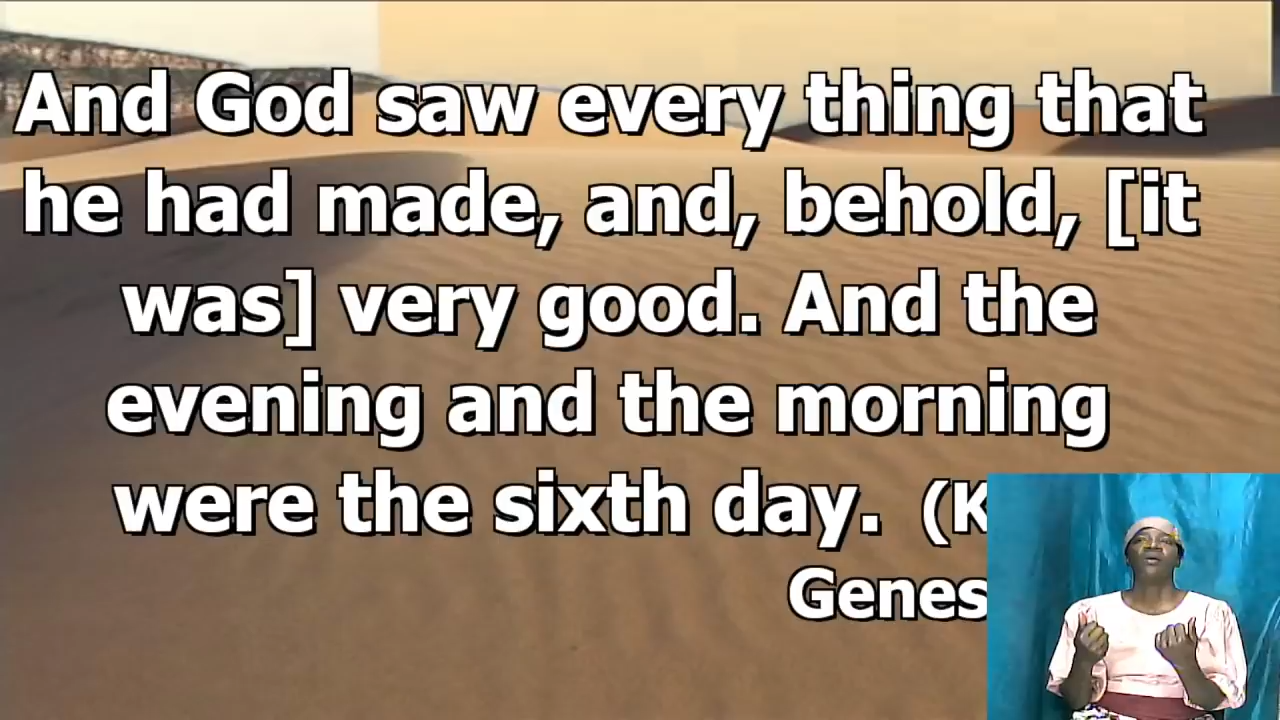 And God saw every thing that
he had made, and, behold, [it
was] very good. And the
evening and the morning
were the sixth day. (K
Genes